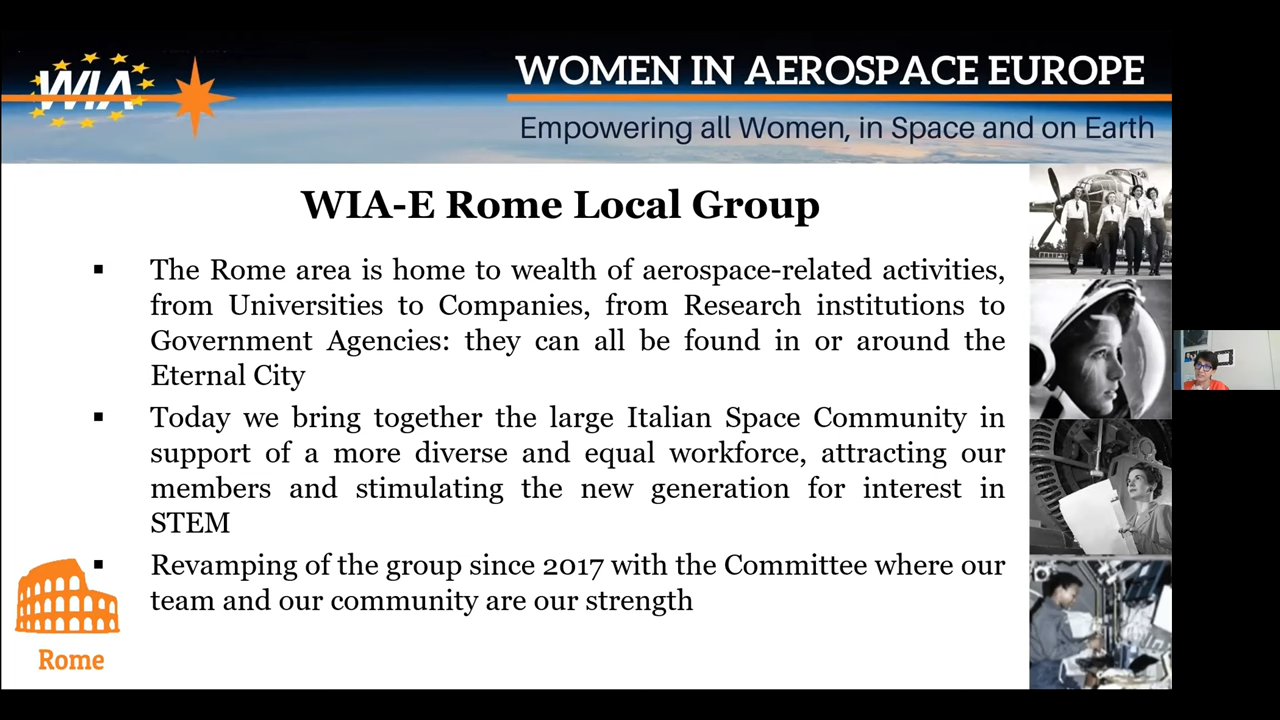 WIA
WOMEN IN AEROSPACE EUROPE
Empowering all Women, in Space and on Earth
WIA-E Rome Local Group
▪ The Rome area is home to wealth of aerospace-related activities,
from Universities to Companies, from Research institutions to
Government Agencies: they can all be found in or around the
Eternal City
▪ Today we bring together the large Italian Space Community in
support of a more diverse and equal workforce, attracting our
members and stimulating the new generation for interest in
STEM
▪ Revamping of the group since 2017 with the Committee where our
team and our community are our strength
Rome